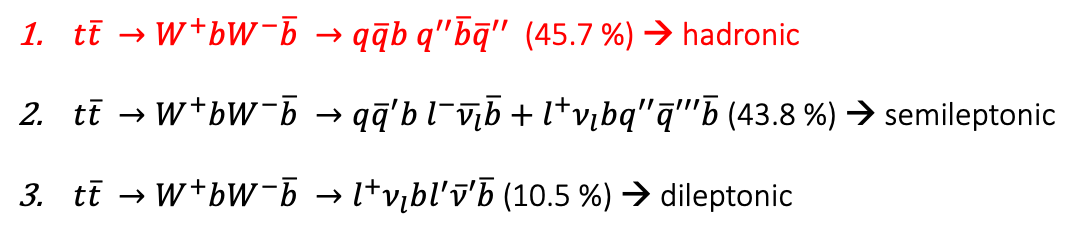 1. tt̄ → W⁺bW⁻b̄ → qq̄b q''b̄q̄'' (45.7 %) → hadronic
2. tt̄ → W⁺bW⁻b̄ → qq̄'b l⁻ν̄ₗb̄ + l⁺νₗbq''q̄'''b̄ (43.8 %) → semileptonic
3. tt̄ → W⁺bW⁻b̄ → l⁺νₗbl'ν̄'b̄ (10.5 %) → dileptonic